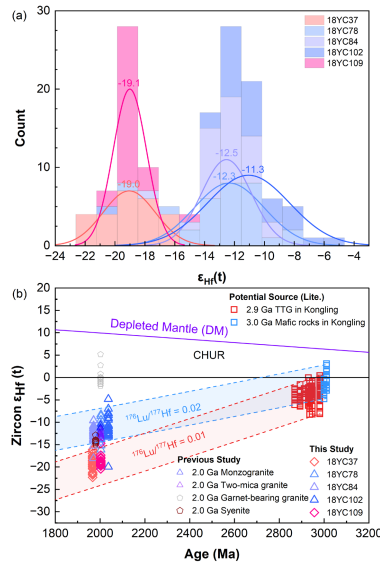 (a)
18YC37
18YC78
18YC84
18YC102
18YC109
30
20
10
0
Count
-19.1
-19.0
-12.5
-12.3
-11.3
-24 -22 -20 -18 -16 -14 -12 -10 -8 -6 -4
εHf(t)
(b)
25
20
15
10
5
0
-5
-10
-15
-20
-25
-30
Zircon εHf (t)
Potential Source (Lite.)
2.9 Ga TTG in Kongling
3.0 Ga Mafic rocks in Kongling
Depleted Mantle (DM)
CHUR
176Lu/177Hf = 0.02
176Lu/177Hf = 0.01
Previous Study
2.0 Ga Monzogranite
2.0 Ga Two-mica granite
2.0 Ga Garnet-bearing granite
2.0 Ga Syenite
This Study
18YC37
18YC78
18YC84
18YC102
18YC109
1800 2000 2200 2400 2600 2800 3000 3200
Age (Ma)